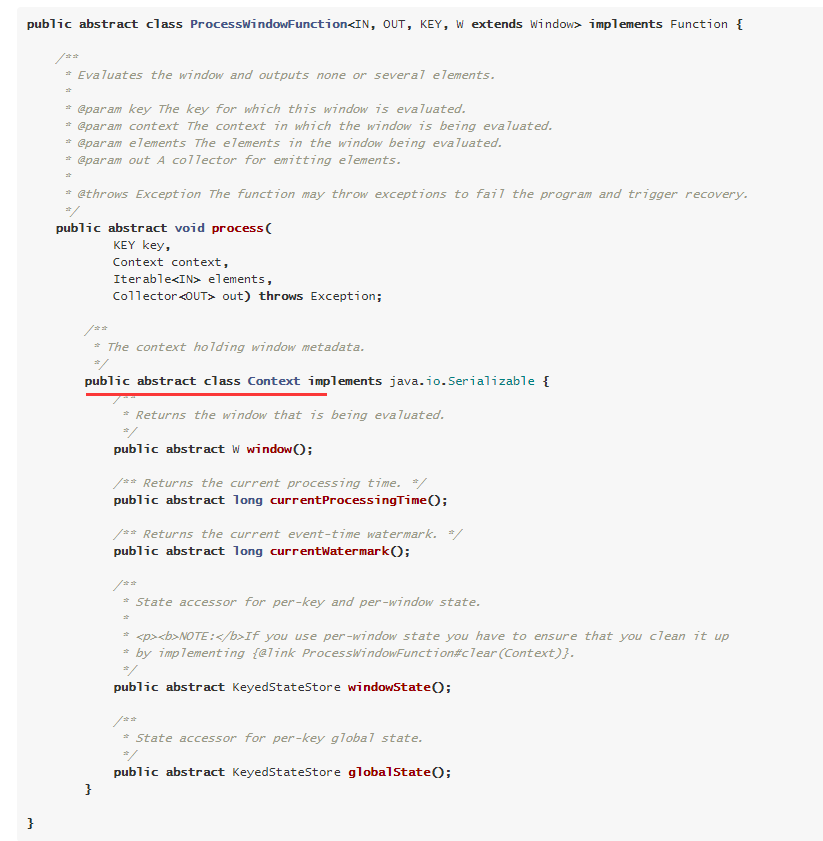 public abstract class ProcessWindowFunction<IN, OUT, KEY, W extends Window> implements Function {
/**
* Evaluates the window and outputs none or several elements.
*
* @param key The key for which this window is evaluated.
* @param context The context in which the window is being evaluated.
* @param elements The elements in the window being evaluated.
* @param out A collector for emitting elements.
*
* @throws Exception The function may throw exceptions to fail the program and trigger recovery.
*/
public abstract void process(
KEY key,
Context context,
Iterable<IN> elements,
Collector<OUT> out) throws Exception;
/**
* The context holding window metadata.
*/
public abstract class Context implements java.io.Serializable {
/**
* Returns the window that is being evaluated.
*/
public abstract W window();
/** Returns the current processing time. */
public abstract long currentProcessingTime();
/** Returns the current event-time watermark. */
public abstract long currentWatermark();
/**
* State accessor for per-key and per-window state.
*
* <p><b>NOTE:</b>If you use per-window state you have to ensure that you clean it up
* by implementing {@link ProcessWindowFunction#clear(Context)}.
*/
public abstract KeyedStateStore windowState();
/**
* State accessor for per-key global state.
*/
public abstract KeyedStateStore globalState();
}
}